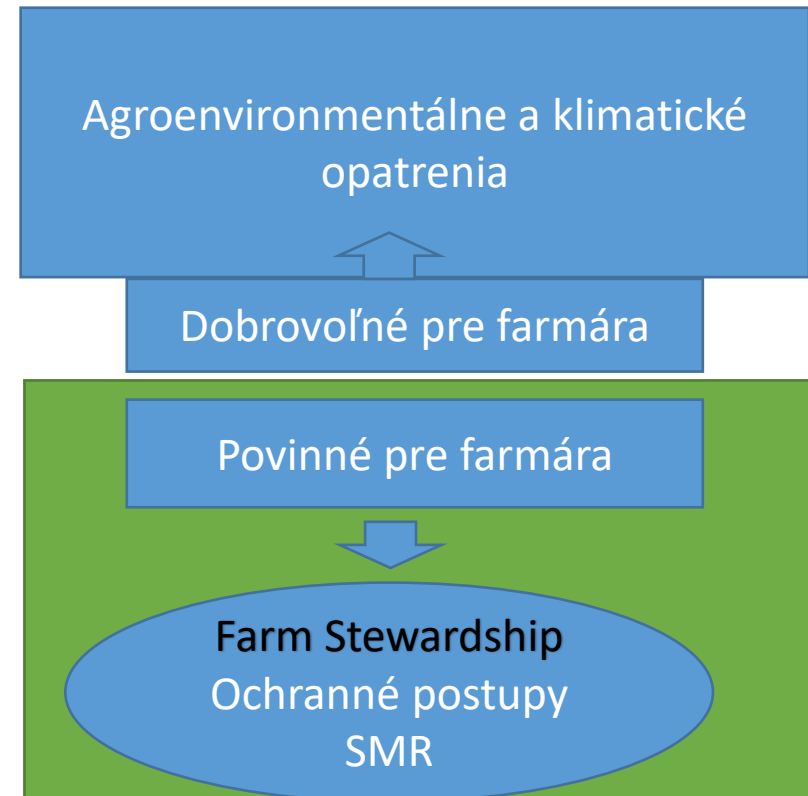 Agroenvironmentálne a klimatické
opatrenia
Dobrovoľné pre farmára
Povinné pre farmára
Farm Stewardship
Ochranné postupy
SMR